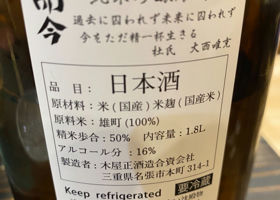 而今
過去に囚われず未来に囚われず
今をただ精一杯生きる
杜氏 大西唯克
品 目： 日本酒
原材料：米(国産)米麹(国産米)
原料米：雄町(100%)
精米歩合：50% 内容量：1.8L
アルコール分 ：16%
製造者：木屋正酒造合資会社
三重県名張市本町314-1
Keep refrigerated 要冷蔵